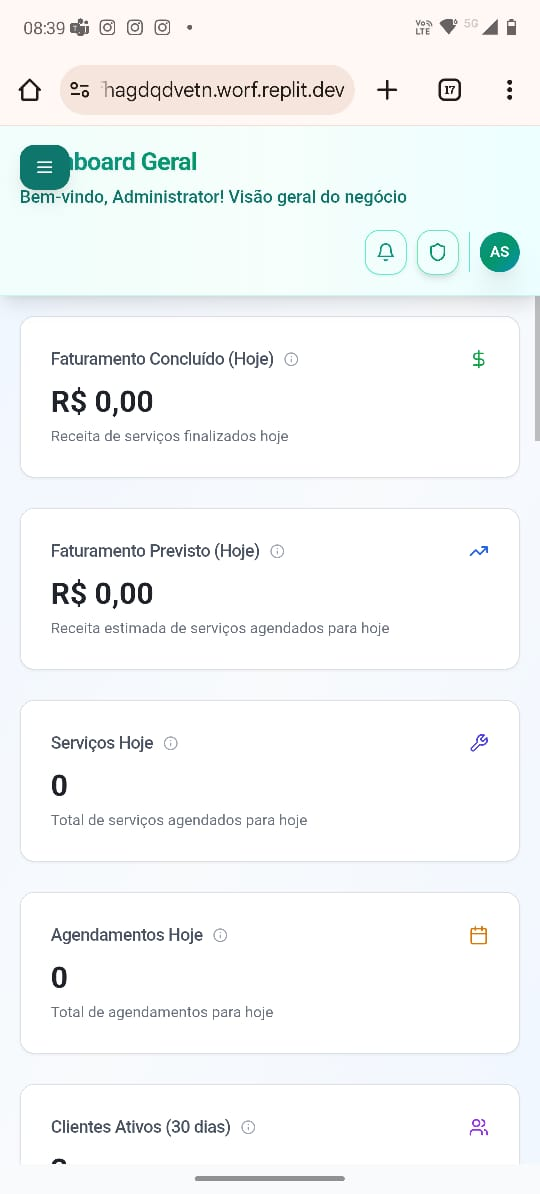 08:39
Vo) LTE 5G
hagdqdvetn.worf.replit.dev
17
board Geral
Bem-vindo, Administrator! Visão geral do negócio
AS
Faturamento Concluído (Hoje)
R$ 0,00
Receita de serviços finalizados hoje
Faturamento Previsto (Hoje)
R$ 0,00
Receita estimada de serviços agendados para hoje
Serviços Hoje
0
Total de serviços agendados para hoje
Agendamentos Hoje
0
Total de agendamentos para hoje
Clientes Ativos (30 dias)